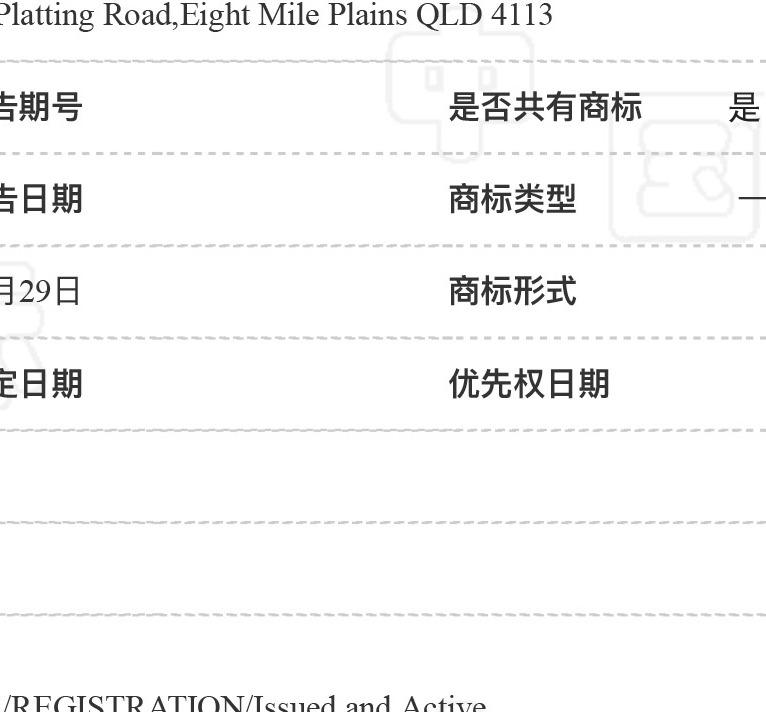 Platting Road,Eight Mile Plains QLD 4113
告期号 是否共有商标 是
告日期 商标类型 一
月29日 商标形式
定日期 优先权日期
/REGISTRATION/Issued and Active